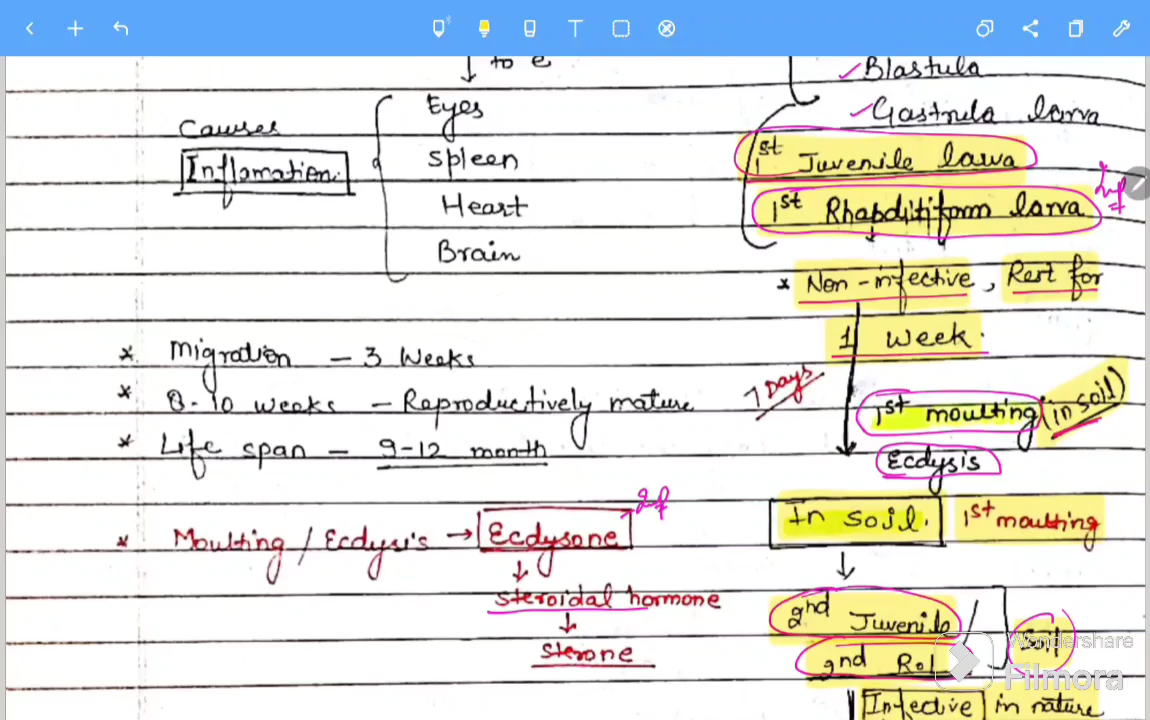 to e
Causes
Inflamation.
Eyes
Spleen
Heart
Brain
* Migration – 3 Weeks
* 8-10 weeks – Reproductively mature
* Life span – 9-12 month
* Moulting / Ecdysis → Ecdysone
↓
Steroidal hormone
↓
Sterone
✓ Blastula
✓ Gastrula larva
1st Juvenile larva
1st Rhabditiform larva
* Non-infective, Rest for
1 week.
7 Days
1st moulting (in soil)
Ecdysis
In soil. 1st moulting
↓
2nd Juvenile / Soil
2nd
Infective in nature
Wondershare
Filmora